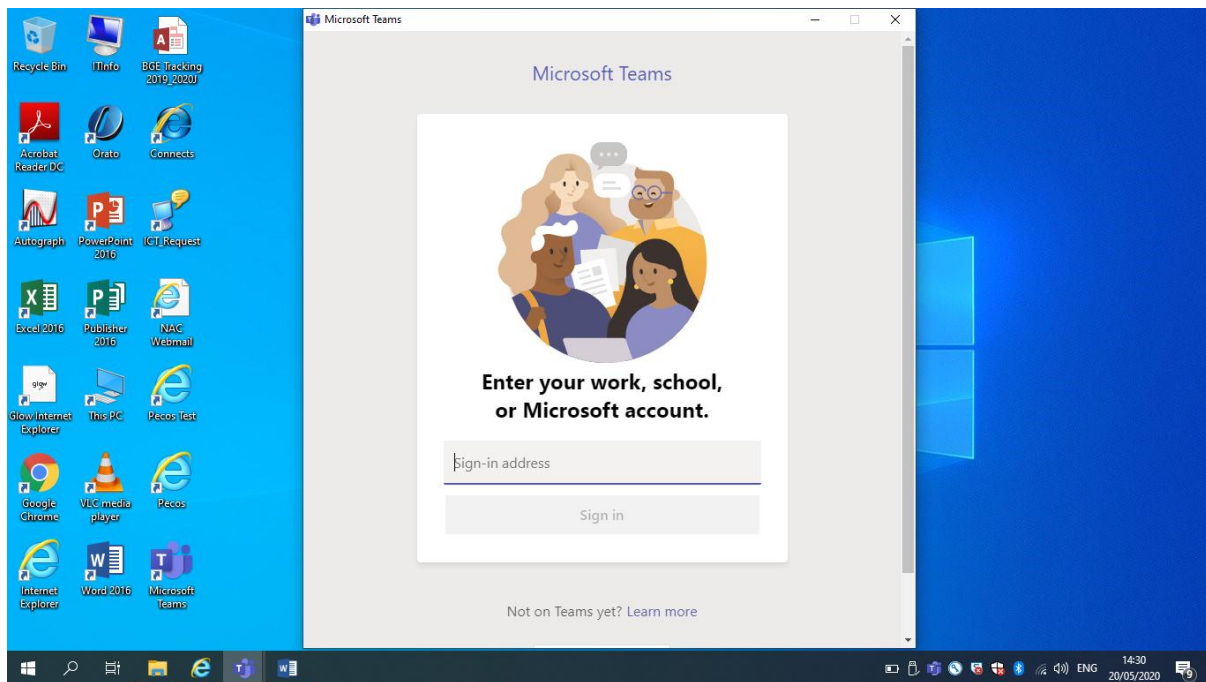 Recycle Bin
ITInfo
BGE Tracking
2019_2020J
Acrobat
Reader DC
Orato
Connects
Autograph
PowerPoint
2016
ICT_Request
Excel 2016
Publisher
2016
NAC
Webmail
glow
Glow Internet
Explorer
This PC
Pecos Test
Google
Chrome
VLC media
player
Pecos
Internet
Explorer
Word 2016
Microsoft
Teams
Microsoft Teams
Microsoft Teams
Enter your work, school,
or Microsoft account.
Sign-in address
Sign in
Not on Teams yet? Learn more
ENG
14:30
20/05/2020
9